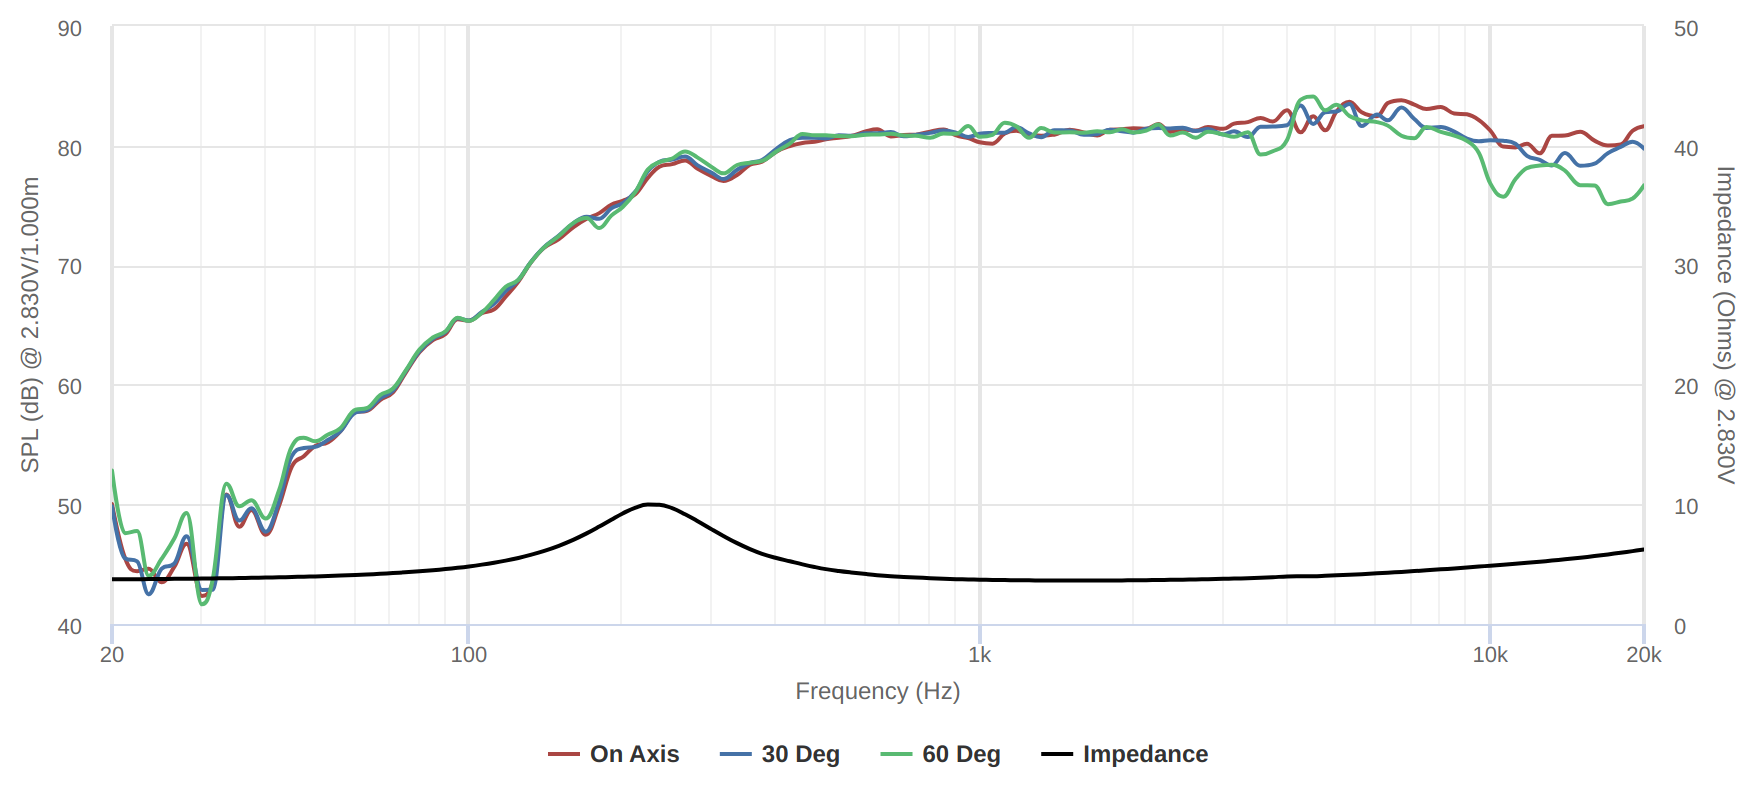 90
80
70
60
50
40
SPL (dB) @ 2.830V/1.000m
50
40
30
20
10
0
Impedance (Ohms) @ 2.830V
20
100
1k
10k
20k
Frequency (Hz)
On Axis
30 Deg
60 Deg
Impedance